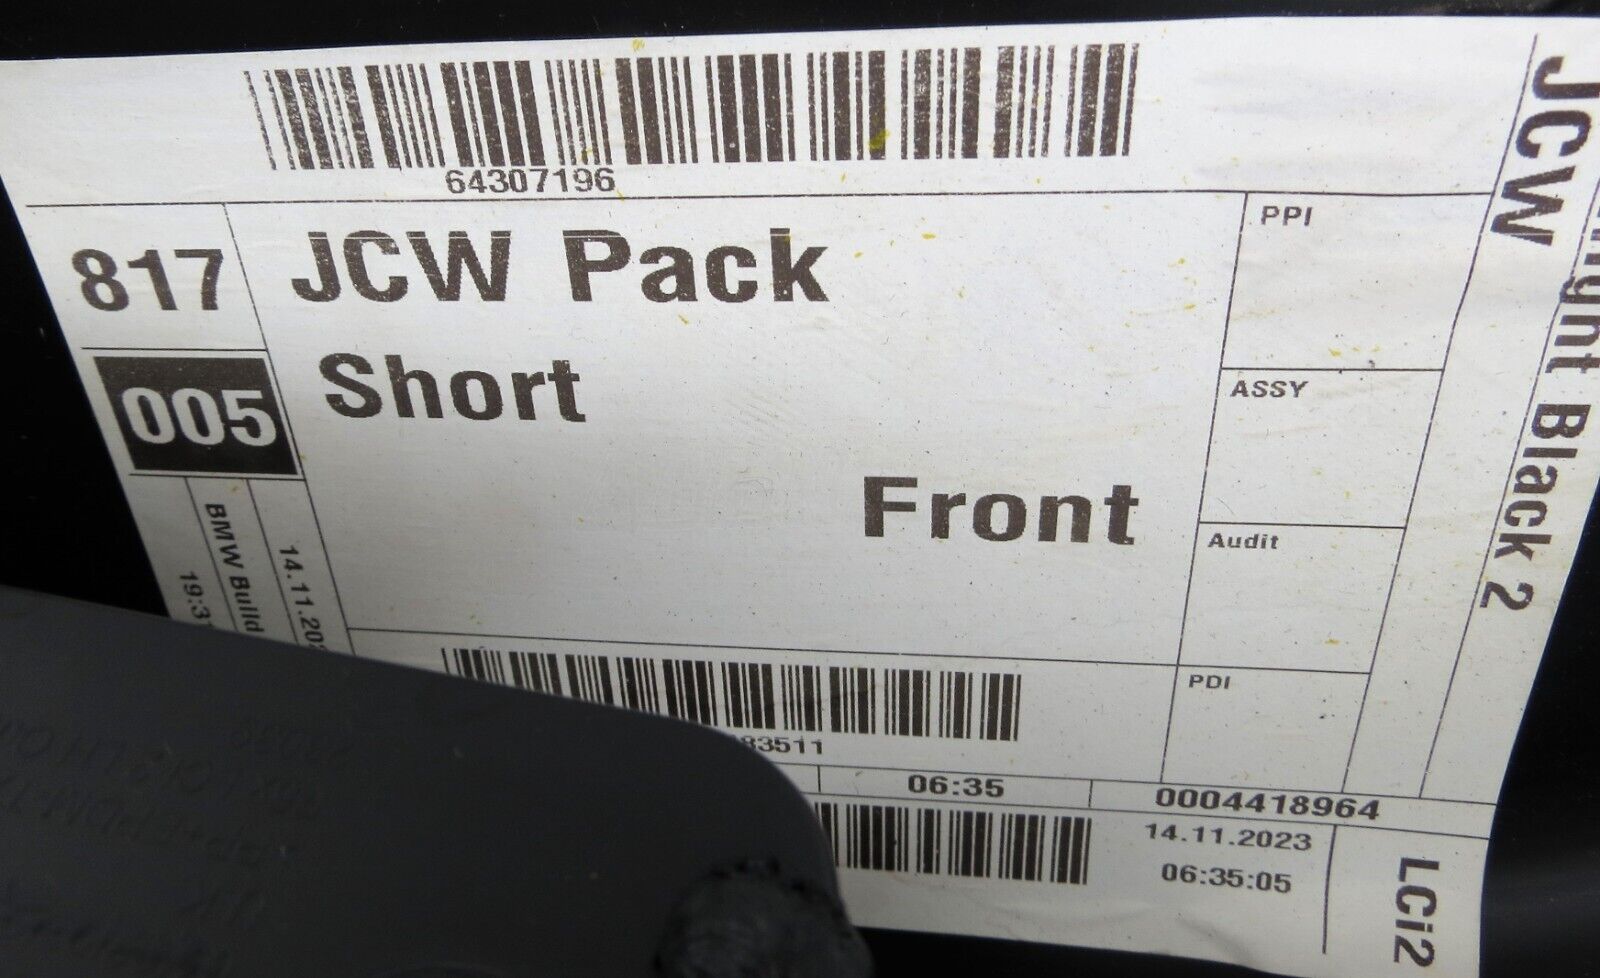 64307196
817
JCW Pack
005
Short
Front
PPI
ASSY
Audit
PDI
JCW
Black 2
BMW Build
14.11.202
19:3
83511
06:35
0004418964
14.11.2023
06:35:05
LCi2